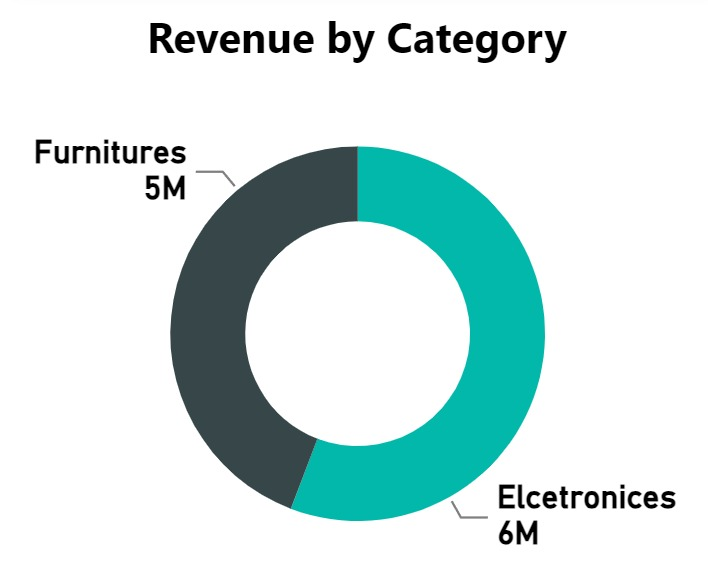 Revenue by Category
Furnitures
5M
Elcetronices
6M